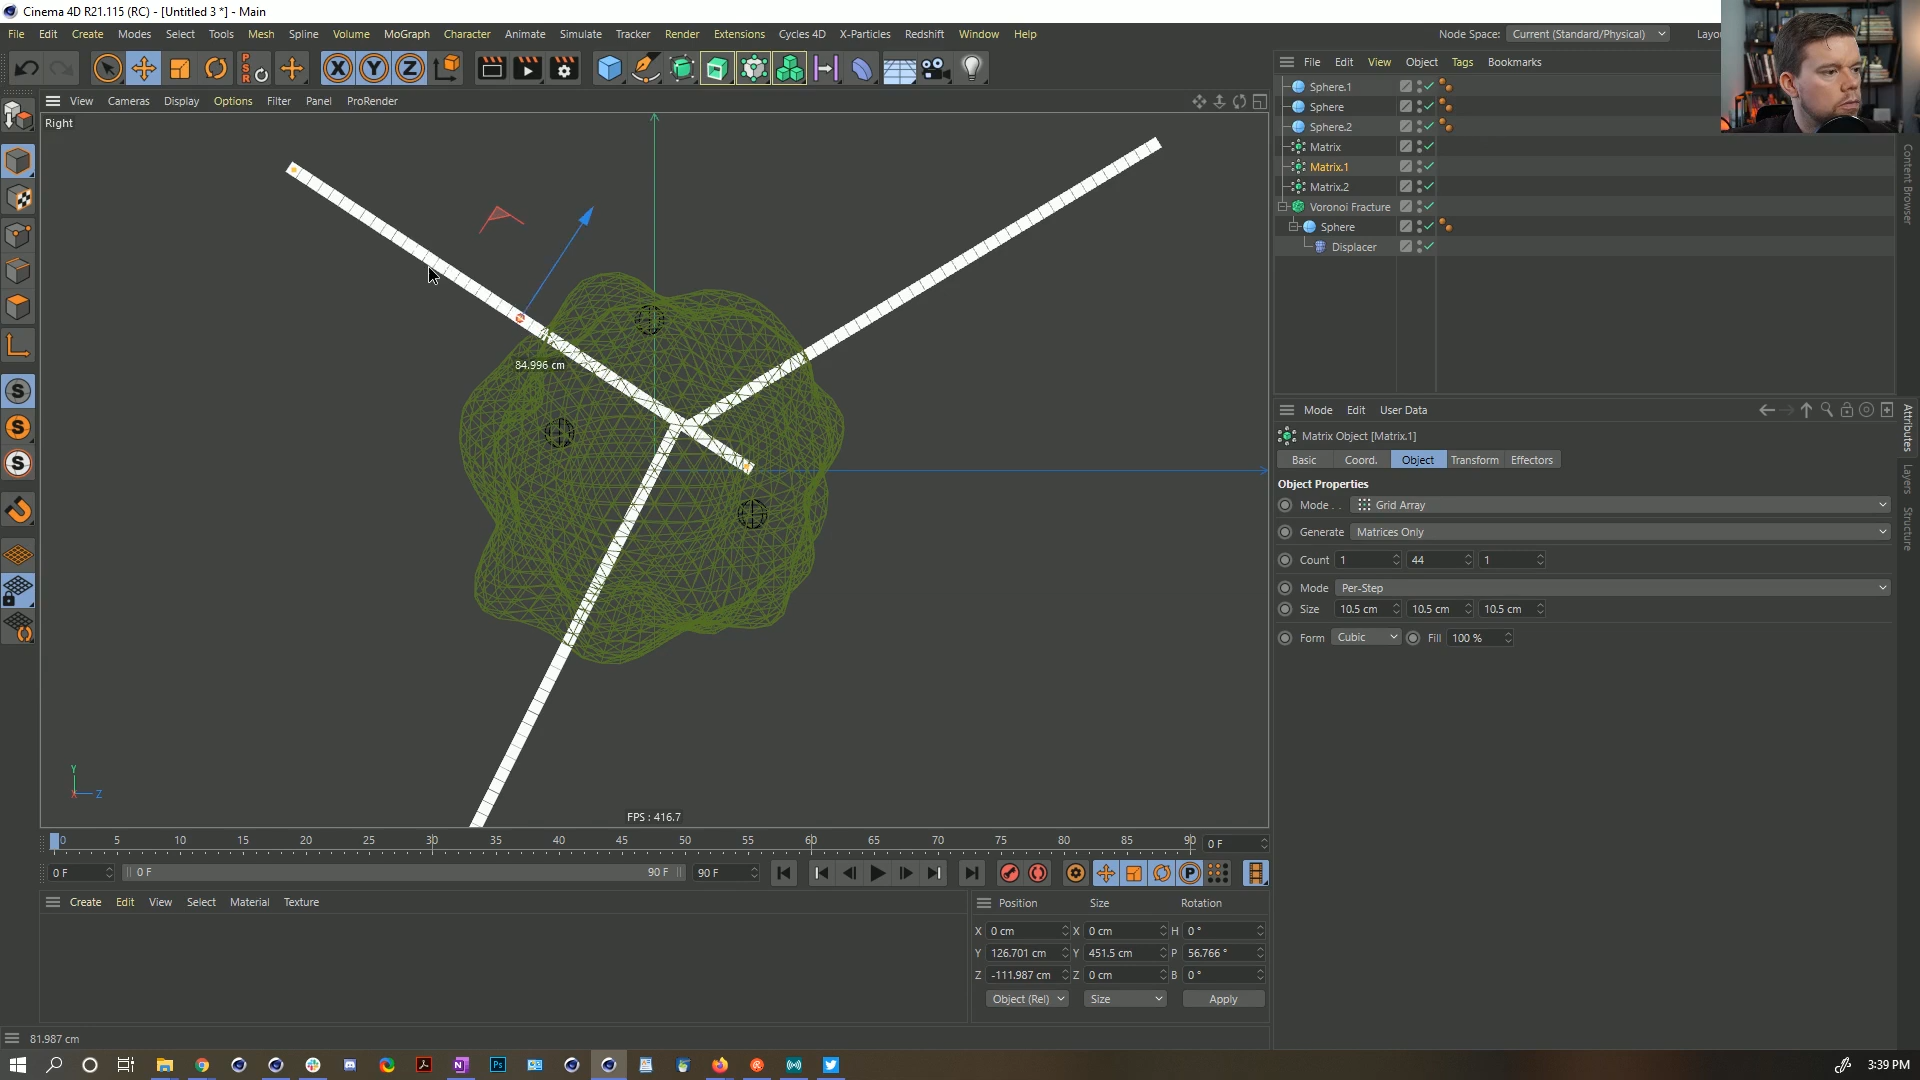 Cinema 4D R21.115 (RC) - [Untitled 3 *] - Main
File Edit Create Modes Select Tools Mesh Spline Volume MoGraph Character Animate Simulate Tracker Render Extensions Cycles 4D X-Particles Redshift Window Help
Node Space: Current (Standard/Physical)
View Cameras Display Options Filter Panel ProRender
Right
84.996 cm
Y
X Z
FPS : 416.7
File Edit View Object Tags Bookmarks
Sphere.1
Sphere
Sphere.2
Matrix
Matrix.1
Matrix.2
Voronoi Fracture
Sphere
Displacer
Content Browser
Mode Edit User Data
Matrix Object [Matrix.1]
Basic Coord. Object Transform Effectors
Object Properties
Mode . . Grid Array
Generate Matrices Only
Count 1 44 1
Mode Per-Step
Size 10.5 cm 10.5 cm 10.5 cm
Form Cubic Fill 100 %
Attributes
Layers
Structure
0 5 10 15 20 25 30 35 40 45 50 55 60 65 70 75 80 85 90 0 F
0 F 0 F 90 F 90 F
Create Edit View Select Material Texture
Position Size Rotation
X 0 cm X 0 cm H 0 °
Y 126.701 cm Y 451.5 cm P 56.766 °
Z -111.987 cm Z 0 cm B 0 °
Object (Rel) Size Apply
81.987 cm
3:39 PM